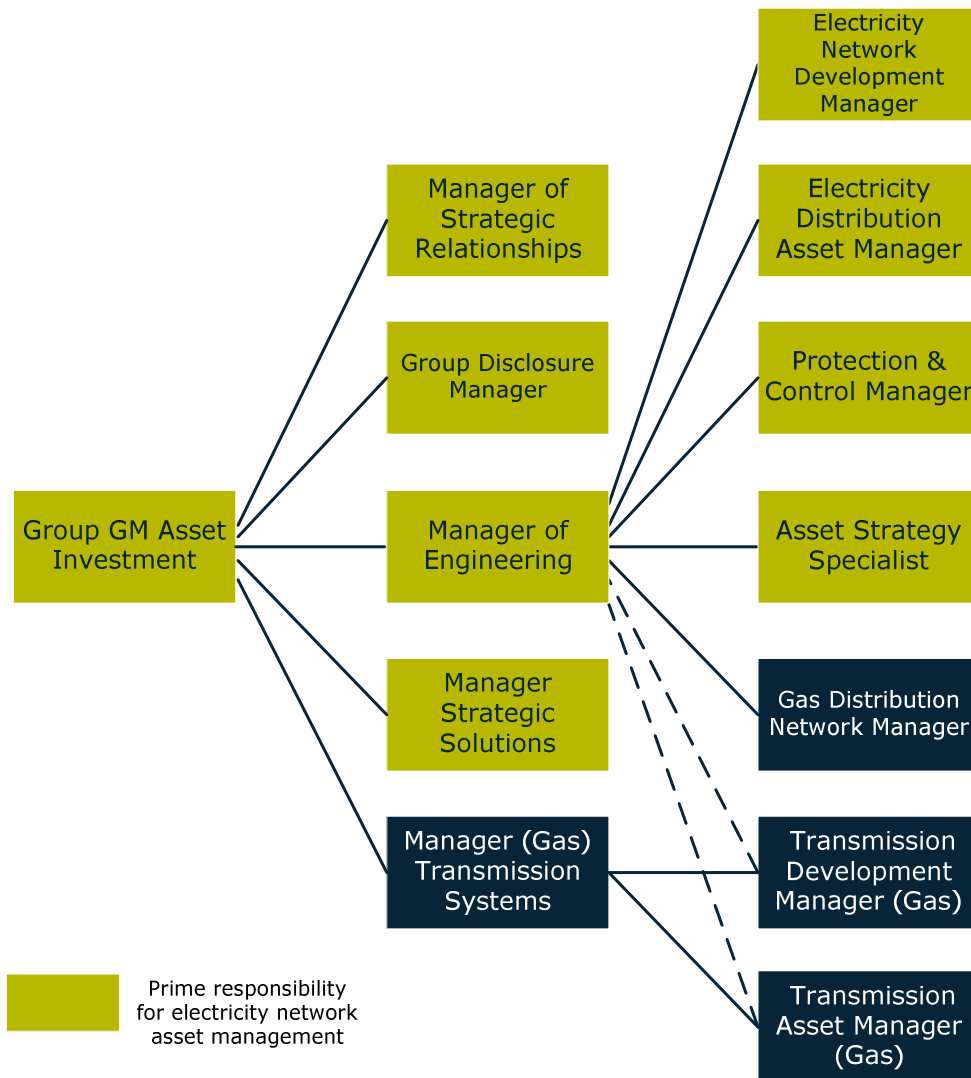 Electricity
Network
Development
Manager
Manager of
Strategic
Relationships
Electricity
Distribution
Asset Manager
Group Disclosure
Manager
Protection &
Control Manager
Group GM Asset
Investment
Manager of
Engineering
Asset Strategy
Specialist
Manager
Strategic
Solutions
Gas Distribution
Network Manager
Manager (Gas)
Transmission
Systems
Transmission
Development
Manager (Gas)
Transmission
Asset Manager
(Gas)
Prime responsibility
for electricity network
asset management